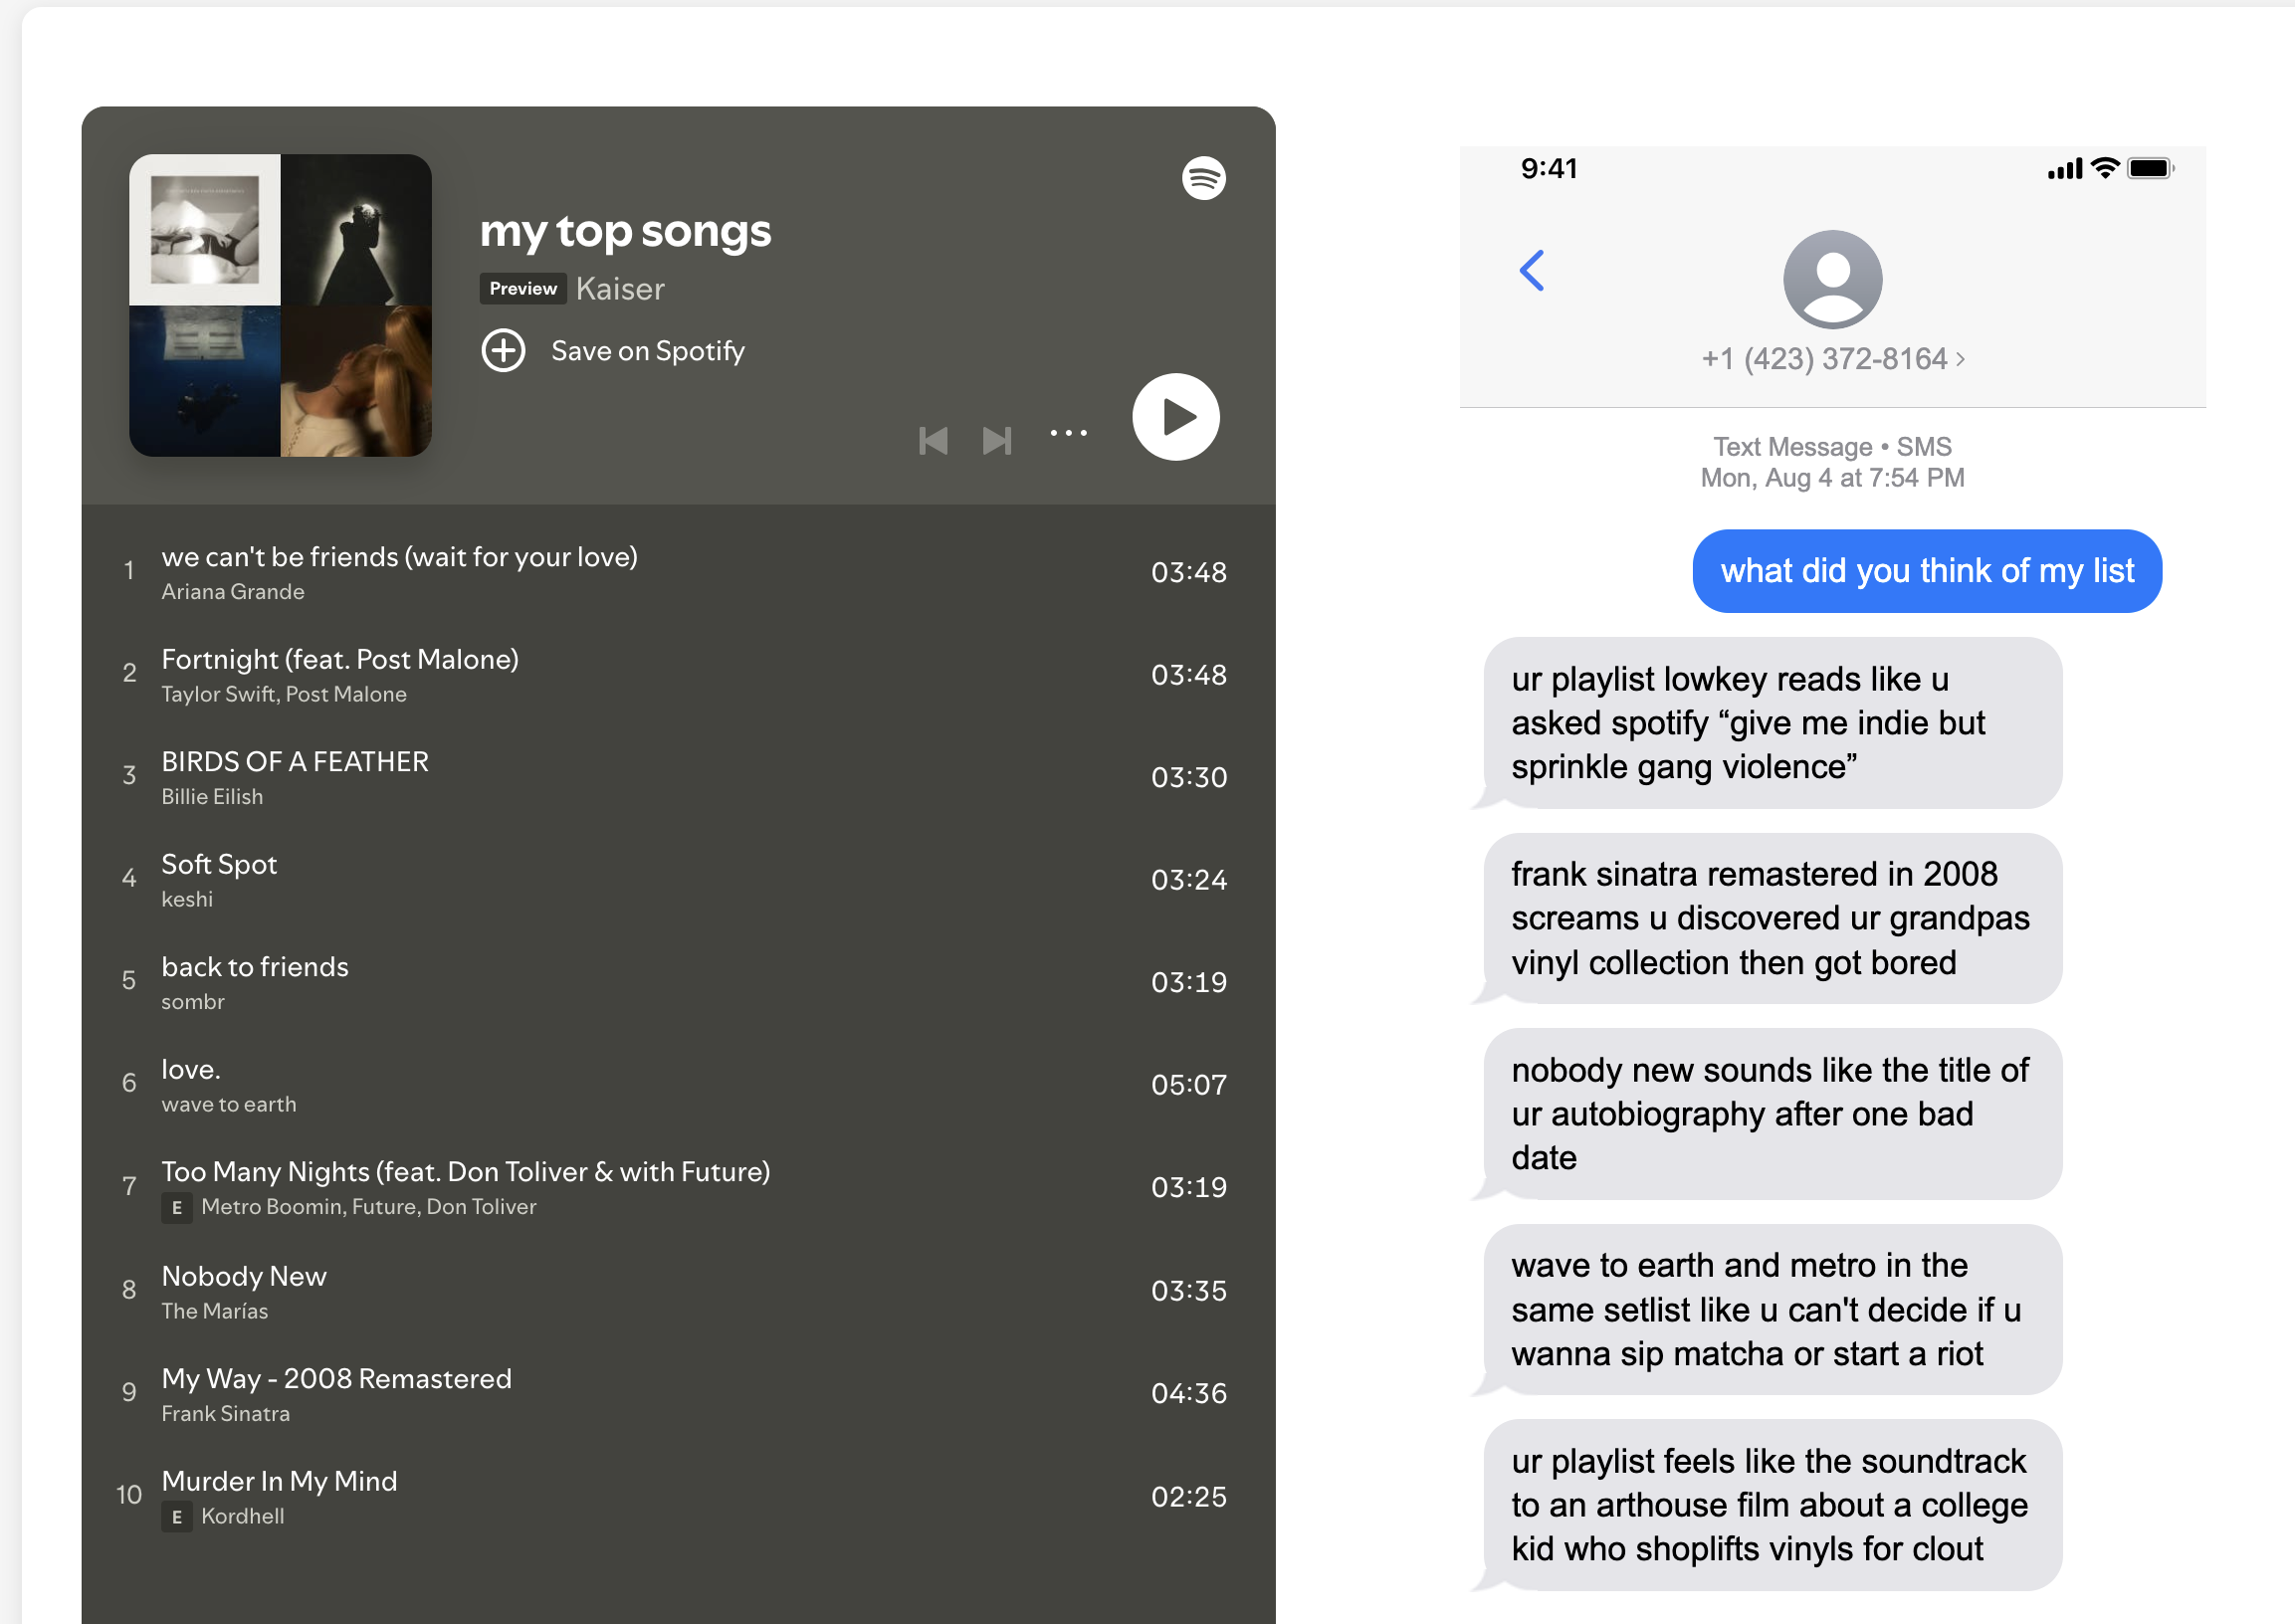 my top songs
Preview Kaiser
Save on Spotify
1
we can't be friends (wait for your love)
Ariana Grande
03:48
2
Fortnight (feat. Post Malone)
Taylor Swift, Post Malone
03:48
3
BIRDS OF A FEATHER
Billie Eilish
03:30
4
Soft Spot
keshi
03:24
5
back to friends
sombr
03:19
6
love.
wave to earth
05:07
7
Too Many Nights (feat. Don Toliver & with Future)
E Metro Boomin, Future, Don Toliver
03:19
8
Nobody New
The Marías
03:35
9
My Way - 2008 Remastered
Frank Sinatra
04:36
10
Murder In My Mind
E Kordhell
02:25
9:41
+1 (423) 372-8164
Text Message • SMS
Mon, Aug 4 at 7:54 PM
what did you think of my list
ur playlist lowkey reads like u
asked spotify “give me indie but
sprinkle gang violence”
frank sinatra remastered in 2008
screams u discovered ur grandpas
vinyl collection then got bored
nobody new sounds like the title of
ur autobiography after one bad
date
wave to earth and metro in the
same setlist like u can't decide if u
wanna sip matcha or start a riot
ur playlist feels like the soundtrack
to an arthouse film about a college
kid who shoplifts vinyls for clout